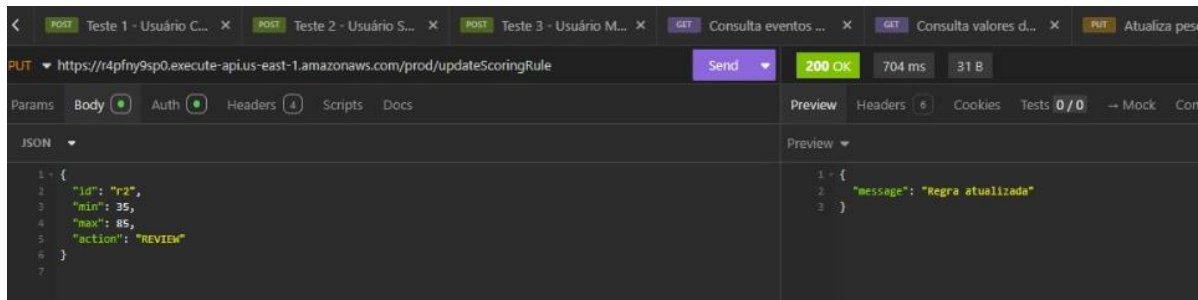 POST Teste 1 - Usuário C... POST Teste 2 - Usuário S... POST Teste 3 - Usuário M... GET Consulta eventos ... GET Consulta valores d... PUT Atualiza pes
PUT https://r4pfny9sp0.execute-api.us-east-1.amazonaws.com/prod/updateScoringRule Send 200 OK 704 ms 31 B
Params Body Auth Headers 4 Scripts Docs Preview Headers 6 Cookies Tests 0 / 0 → Mock Con
JSON Preview
1 {
2 "id": "r2",
3 "min": 35,
4 "max": 85,
5 "action": "REVIEW"
6 }
7
1 {
2 "message": "Regra atualizada"
3 }